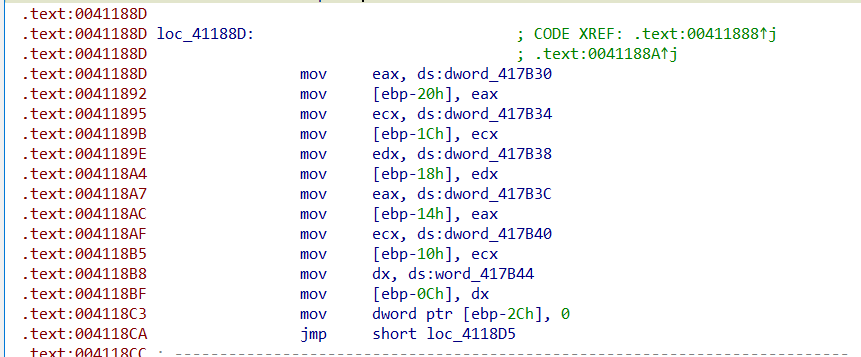 .text:0041188D
.text:0041188D loc_41188D: ; CODE XREF: .text:00411888↑j
.text:0041188D ; .text:0041188A↑j
.text:0041188D mov eax, ds:dword_417B30
.text:00411892 mov [ebp-20h], eax
.text:00411895 mov ecx, ds:dword_417B34
.text:0041189B mov [ebp-1Ch], ecx
.text:0041189E mov edx, ds:dword_417B38
.text:004118A4 mov [ebp-18h], edx
.text:004118A7 mov eax, ds:dword_417B3C
.text:004118AC mov [ebp-14h], eax
.text:004118AF mov ecx, ds:dword_417B40
.text:004118B5 mov [ebp-10h], ecx
.text:004118B8 mov dx, ds:word_417B44
.text:004118BF mov [ebp-0Ch], dx
.text:004118C3 mov dword ptr [ebp-2Ch], 0
.text:004118CA jmp short loc_4118D5
.text:004118CC ; ---------------------------------------------------------------------------